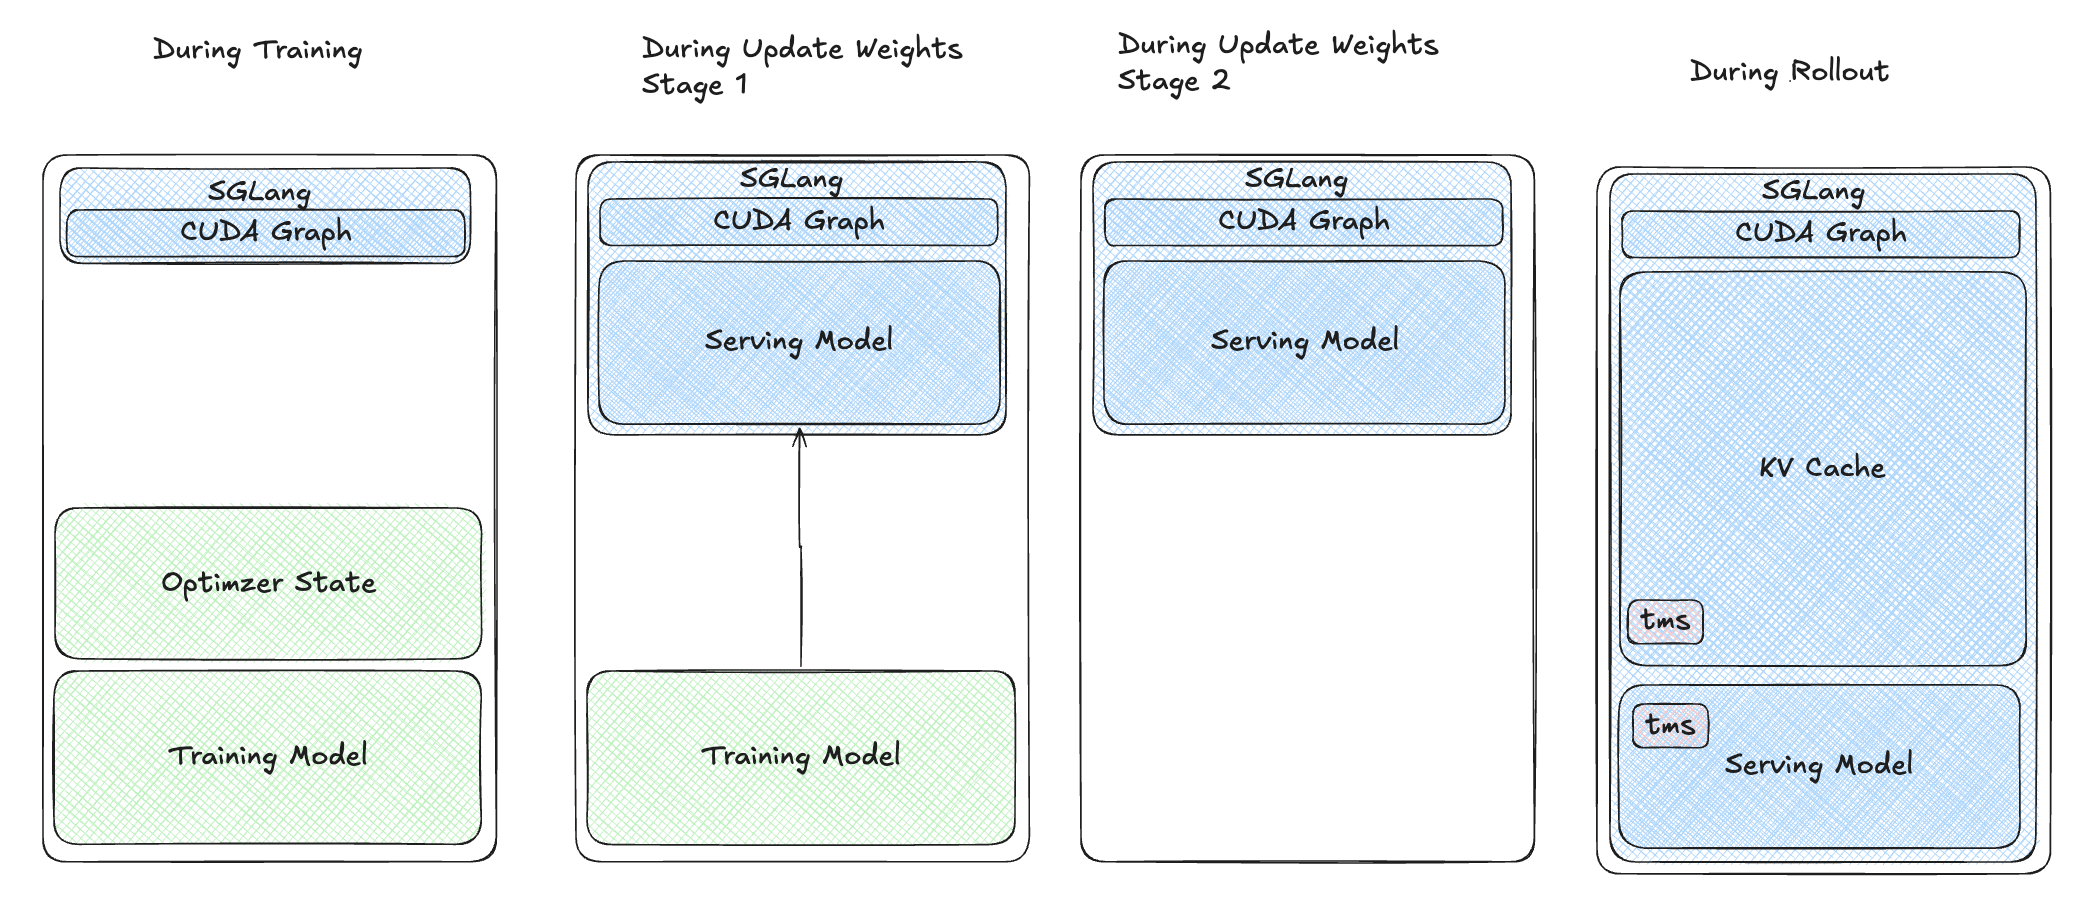 During Training
SGLang
CUDA Graph
Optimzer State
Training Model
During Update Weights
Stage 1
SGLang
CUDA Graph
Serving Model
Training Model
During Update Weights
Stage 2
SGLang
CUDA Graph
Serving Model
During Rollout
SGLang
CUDA Graph
KV Cache
tms
tms
Serving Model